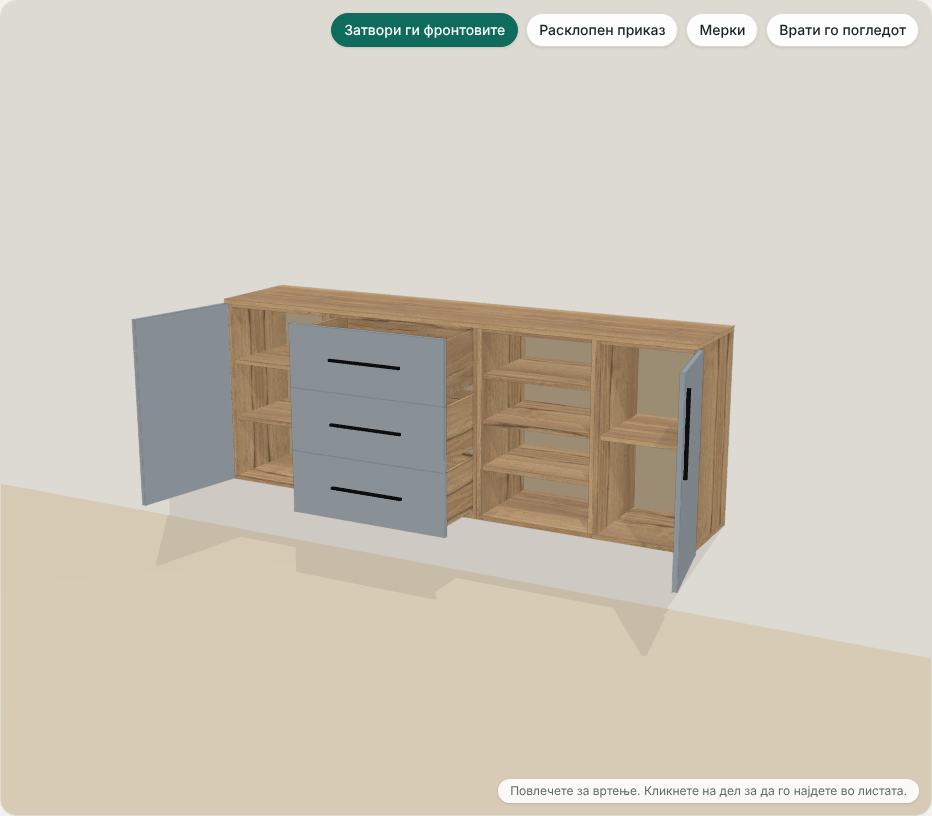 Затвори ги фронтовите
Расклопен приказ
Мерки
Врати го погледот
Повлечете за вртење. Кликнете на дел за да го најдете во листата.